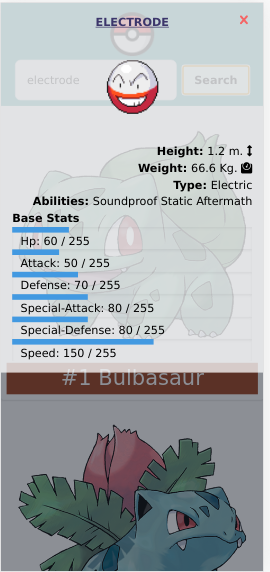 ELECTRODE
X
electrode
Search
Height: 1.2 m.
Weight: 66.6 Kg.
Type: Electric
Abilities: Soundproof Static Aftermath
Base Stats
Hp: 60 / 255
Attack: 50 / 255
Defense: 70 / 255
Special-Attack: 80 / 255
Special-Defense: 80 / 255
Speed: 150 / 255
#1 Bulbasaur